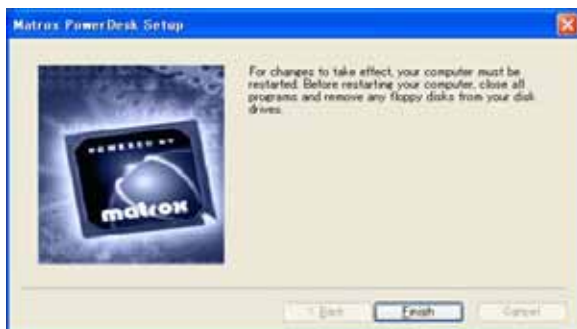 Matrox PowerDesk Setup
For changes to take effect, your computer must be
restarted. Before restarting your computer, close all
programs and remove any floppy disks from your disk
drives.
POWERED BY
matrox
< Back
Finish
Cancel